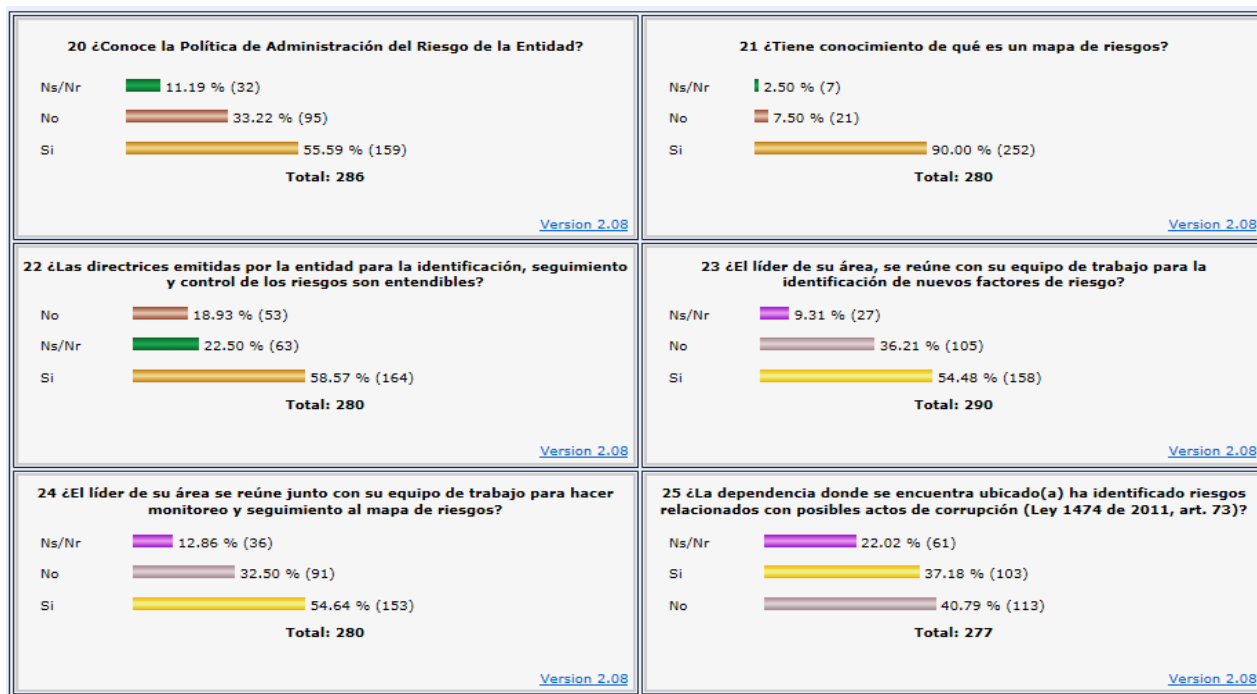 20 ¿Conoce la Política de Administración del Riesgo de la Entidad?
Ns/Nr 11.19 % (32)
No 33.22 % (95)
Si 55.59 % (159)
Total: 286
Version 2.08
21 ¿Tiene conocimiento de qué es un mapa de riesgos?
Ns/Nr 2.50 % (7)
No 7.50 % (21)
Si 90.00 % (252)
Total: 280
Version 2.08
22 ¿Las directrices emitidas por la entidad para la identificación, seguimiento
y control de los riesgos son entendibles?
No 18.93 % (53)
Ns/Nr 22.50 % (63)
Si 58.57 % (164)
Total: 280
Version 2.08
23 ¿El líder de su área, se reúne con su equipo de trabajo para la
identificación de nuevos factores de riesgo?
Ns/Nr 9.31 % (27)
No 36.21 % (105)
Si 54.48 % (158)
Total: 290
Version 2.08
24 ¿El líder de su área se reúne junto con su equipo de trabajo para hacer
monitoreo y seguimiento al mapa de riesgos?
Ns/Nr 12.86 % (36)
No 32.50 % (91)
Si 54.64 % (153)
Total: 280
Version 2.08
25 ¿La dependencia donde se encuentra ubicado(a) ha identificado riesgos
relacionados con posibles actos de corrupción (Ley 1474 de 2011, art. 73)?
Ns/Nr 22.02 % (61)
Si 37.18 % (103)
No 40.79 % (113)
Total: 277
Version 2.08